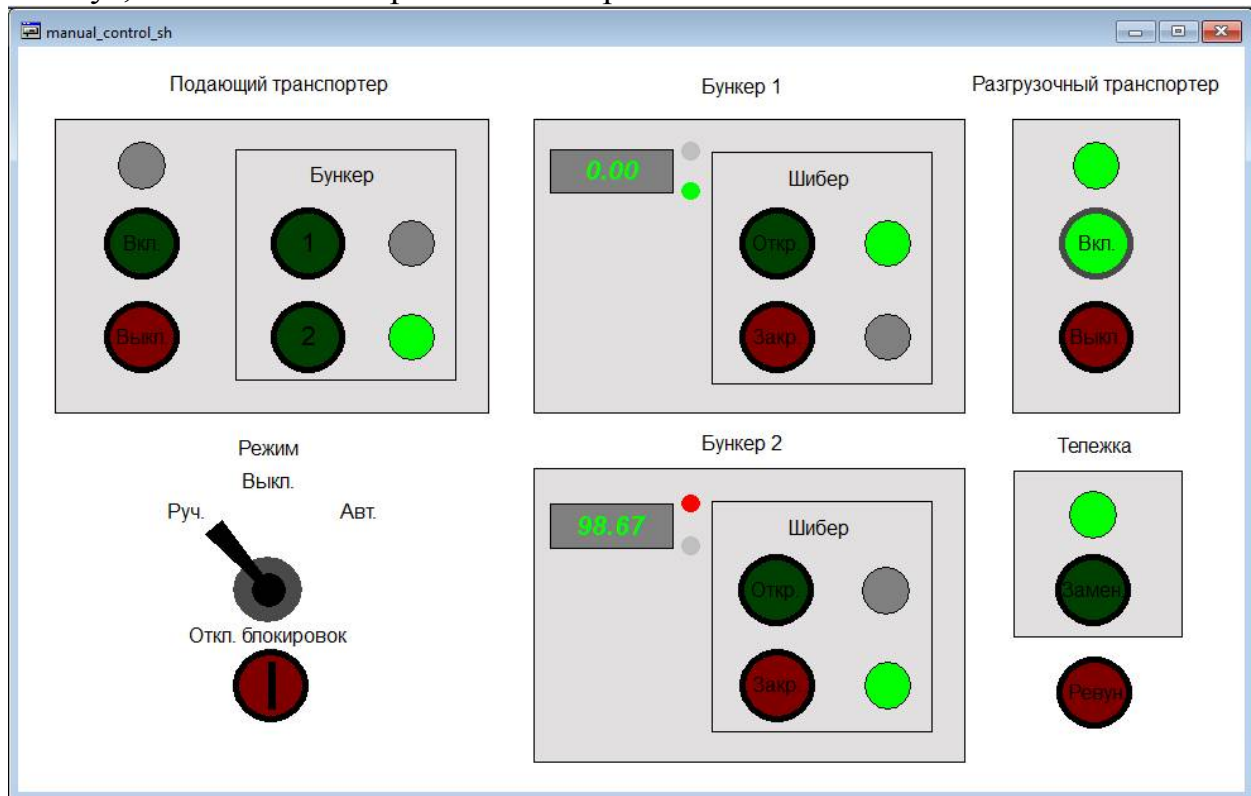 manual_control_sh
Подающий транспортер
Бункер 1
Разгрузочный транспортер
Бункер
Вкл.
Выкл.
1
2
0.00
Шибер
Откр.
Закр.
Вкл.
Выкл.
Режим
Выкл.
Руч.
Авт.
Откл. блокировок
Бункер 2
98.67
Шибер
Откр.
Закр.
Тележка
Замен.
Ревун